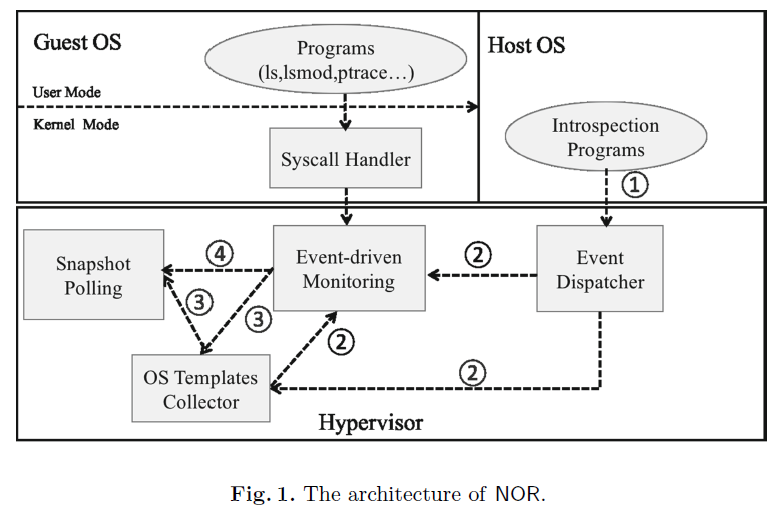 Guest OS
Programs
(ls,lsmod,ptrace...)
Host OS
User Mode
Kernel Mode
Introspection
Programs
Syscall Handler
①
Snapshot
Polling
④
Event-driven
Monitoring
②
Event
Dispatcher
③
③
②
②
OS Templates
Collector
Hypervisor
Fig. 1. The architecture of NOR.